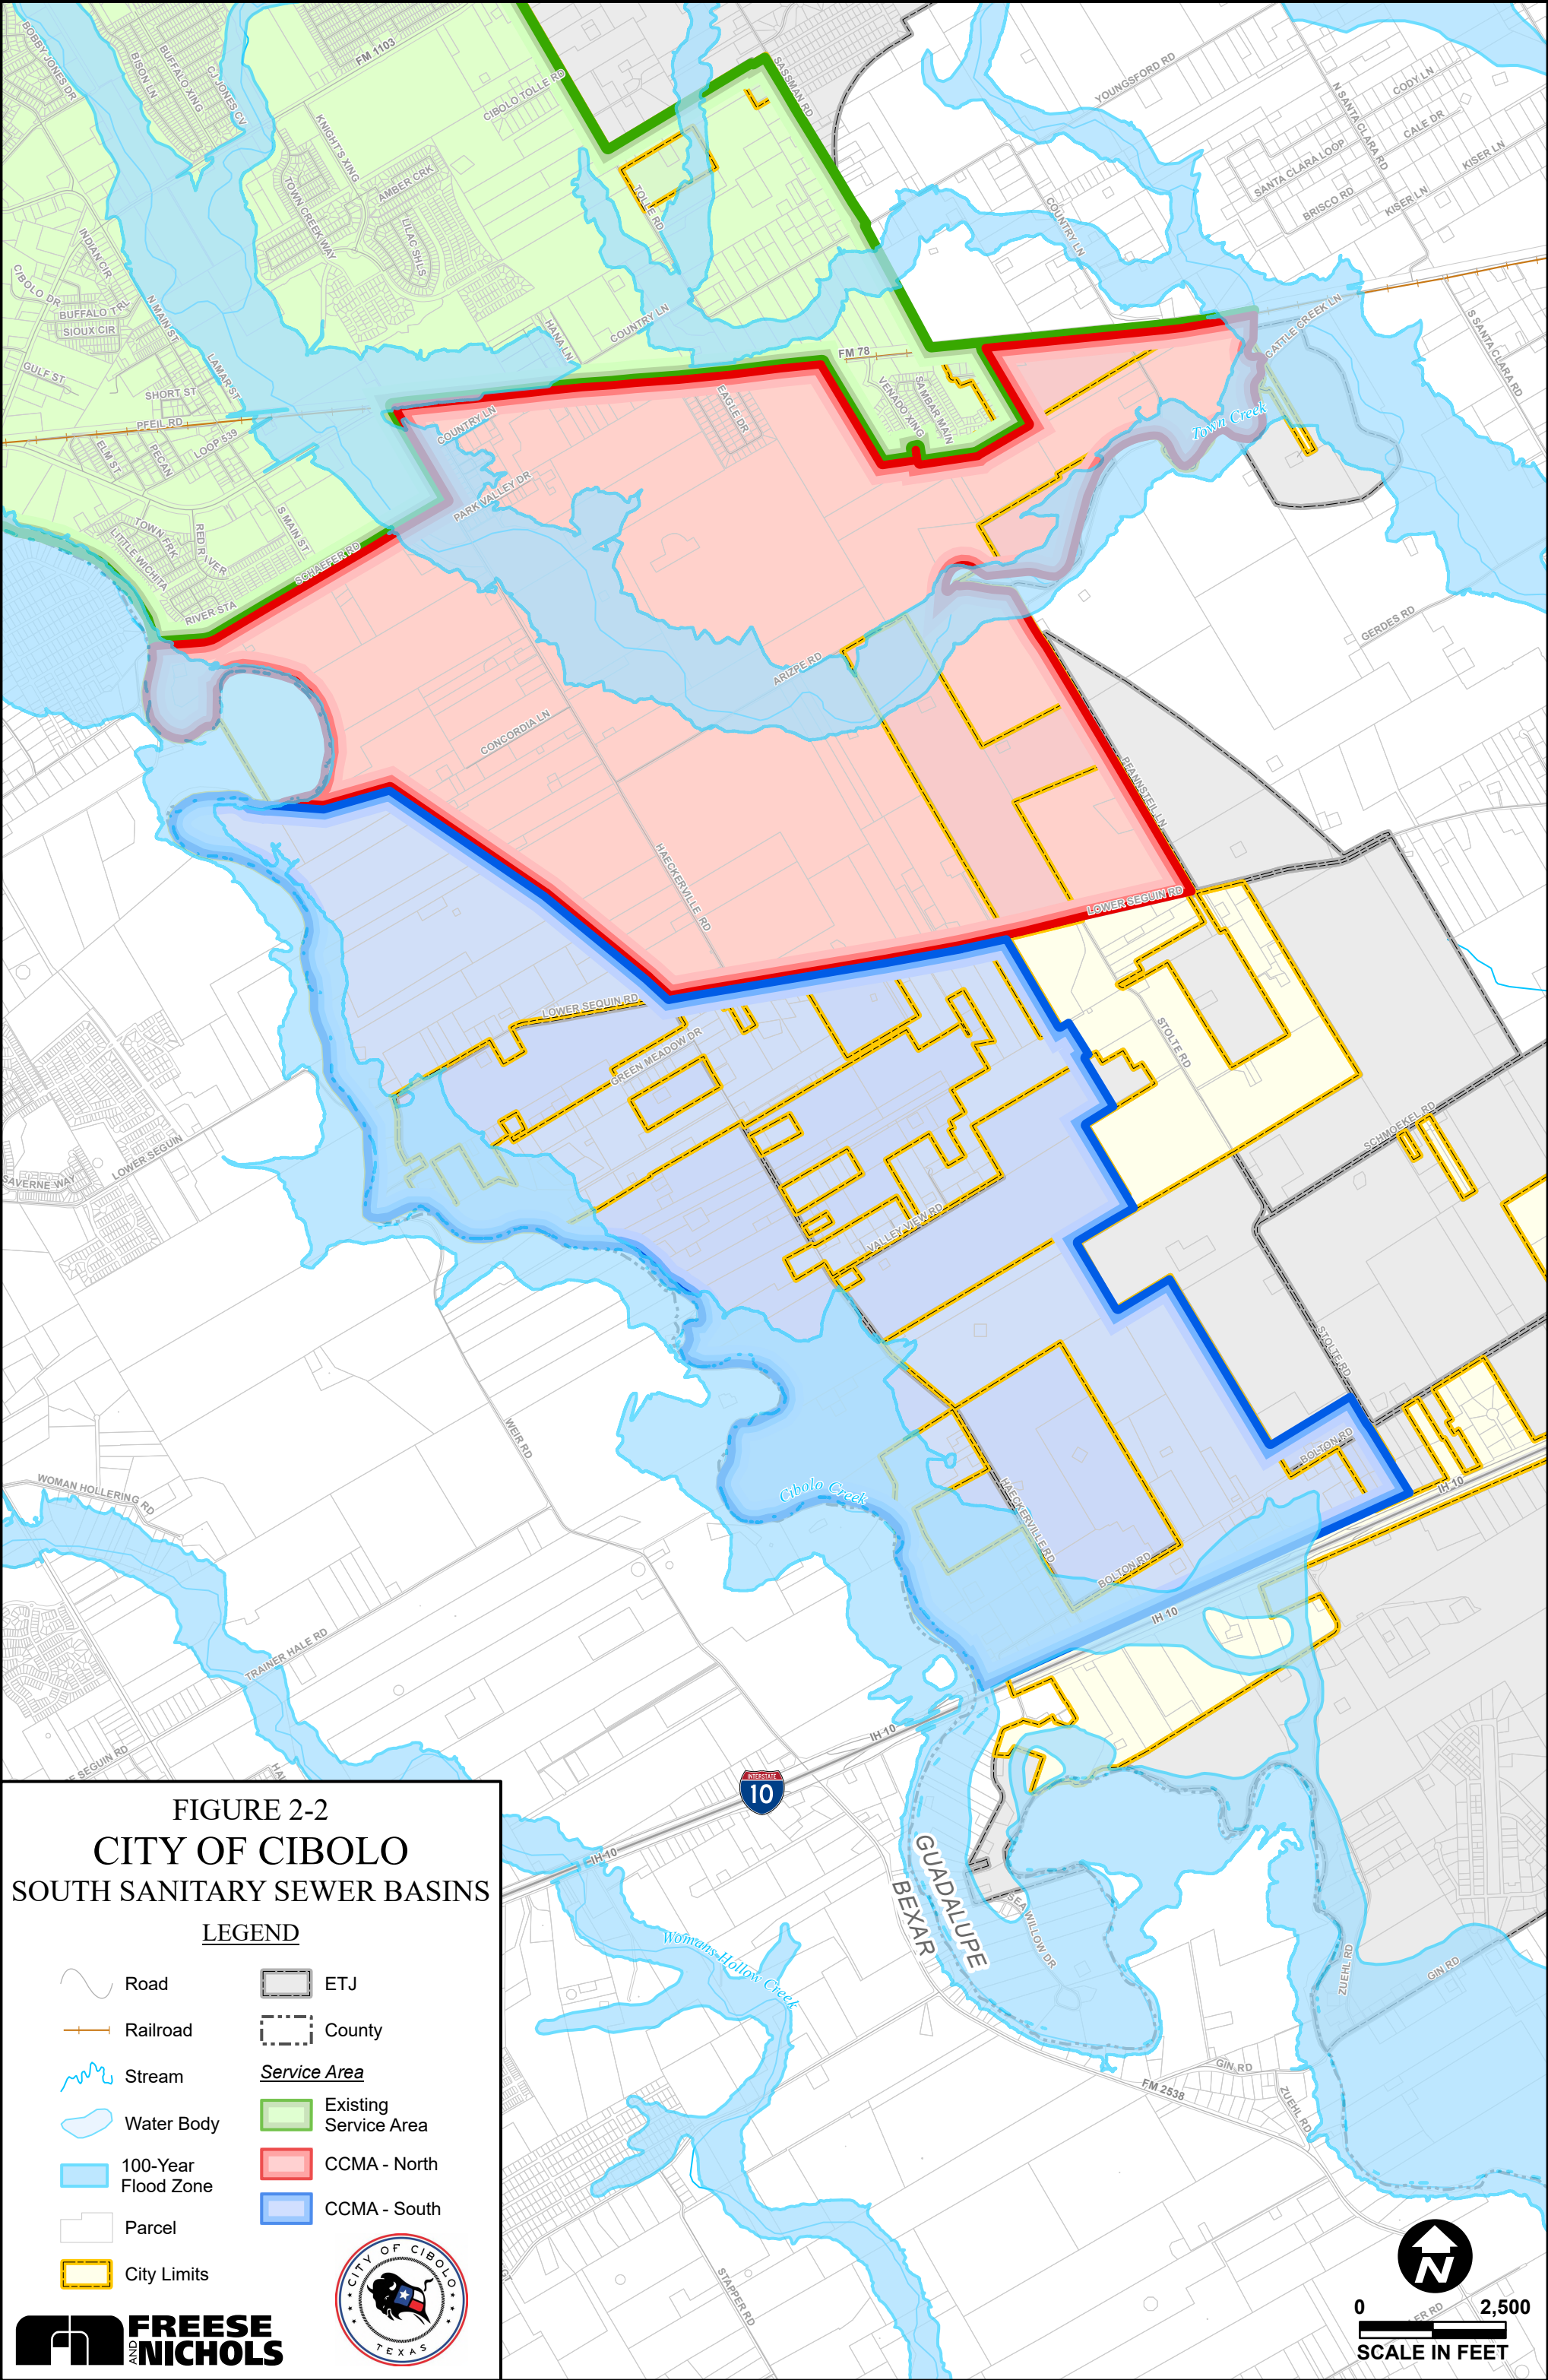 BOBBY JONES DR
BISON LN
BUFFALO XING
CJ JONES CV
FM 1103
CIBOLO TOLLE RD
SASSMAN RD
YOUNGSFORD RD
N SANTA CLARA RD
CODY LN
CALE DR
KISER LN
SANTA CLARA LOOP
BRISCO RD
KISER LN
KNIGHT'S XING
AMBER CRK
TOWN CREEK WAY
LILAC SHLS
TOLLE RD
COUNTRY LN
INDIAN CIR
CIBOLO DR
BUFFALO TRL
SIOUX CIR
N MAIN ST
GULF ST
SHORT ST
LAMAR ST
PFEIL RD
LOOP 539
ELM ST
PECAN
HANA LN
COUNTRY LN
FM 78
VENADO XING
SAMBAR MAIN
CATTLE CREEK LN
S SANTA CLARA RD
COUNTRY LN
EAGLE DR
Town Creek
PARK VALLEY DR
TOWN FRK
LITTLE WICHITA
RED RIVER
S MAIN ST
SCHAEFER RD
RIVER STA
GERDES RD
ARIZPE RD
CONCORDIA LN
PFANNSTEIL LN
HAECKERVILLE RD
LOWER SEGUIN RD
LOWER SEQUIN RD
GREEN MEADOW DR
STOLTE RD
SCHMOEKEL RD
LOWER SEGUIN
SAVERNE WAY
VALLEY VIEW RD
STOLTE RD
WEIR RD
BOLTON RD
IH 10
WOMAN HOLLERING RD
Cibolo Creek
HAECKERVILLE RD
BOLTON RD
IH 10
TRAINER HALE RD
IH 10
E SEGUIN RD
INTERSTATE
10
IH 10
GUADALUPE
BEXAR
SEA WILLOW DR
ZUEHL RD
GIN RD
Womans Hollow Creek
GIN RD
FM 2538
ZUEHL RD
STAPPER RD
FIGURE 2-2
CITY OF CIBOLO
SOUTH SANITARY SEWER BASINS
LEGEND
Road
Railroad
Stream
Water Body
100-Year
Flood Zone
Parcel
City Limits
ETJ
County
Service Area
Existing
Service Area
CCMA - North
CCMA - South
CITY OF CIBOLO
TEXAS
FREESE
AND
NICHOLS
N
0 2,500
SCALE IN FEET